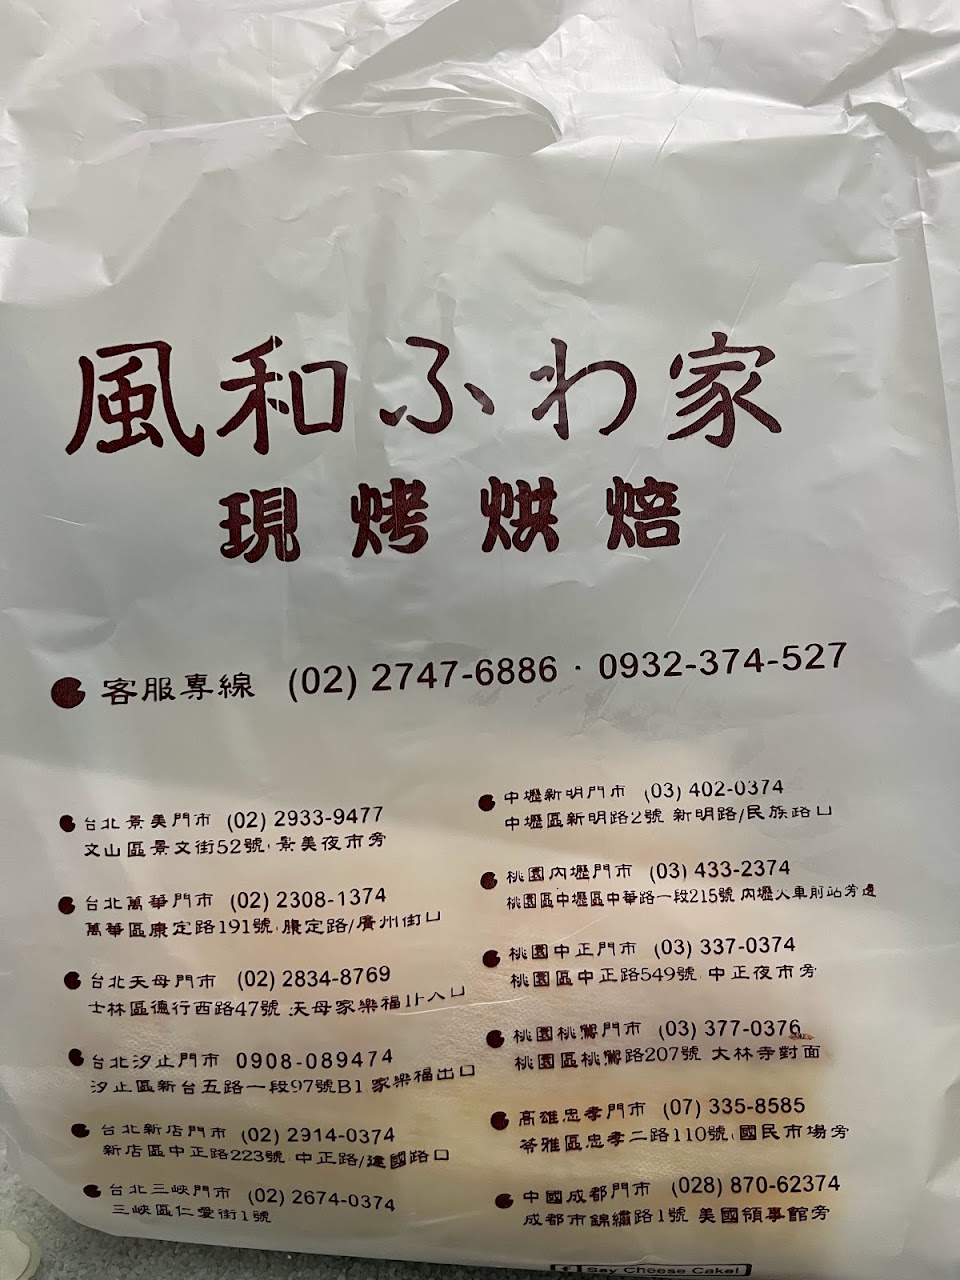 風和ふわ家
現烤烘焙
客服專線 (02) 2747-6886 · 0932-374-527
台北景美門市 (02) 2933-9477
文山區景文街52號 景美夜市旁
台北萬華門市 (02) 2308-1374
萬華區康定路191號 康定路/廣州街口
台北天母門市 (02) 2834-8769
士林區德行西路47號 天母家樂福北入口
台北汐止門市 0908-089474
汐止區新台五路一段97號B1 家樂福出口
台北新店門市 (02) 2914-0374
新店區中正路223號 中正路/建國路口
台北三峽門市 (02) 2674-0374
三峽區仁愛街1號
中壢新明門市 (03) 402-0374
中壢區新明路2號 新明路/民族路口
桃園內壢門市 (03) 433-2374
桃園區中壢區中華路一段215號 內壢火車前站旁邊
桃園中正門市 (03) 337-0374
桃園區中正路549號 中正夜市旁
桃園桃鶯門市 (03) 377-0376
桃園區桃鶯路207號 大林寺對面
高雄忠孝門市 (07) 335-8585
苓雅區忠孝二路110號 國民市場旁
中國成都門市 (028) 870-62374
成都市錦繡路1號 美國領事館旁
f Say Cheese Cake!